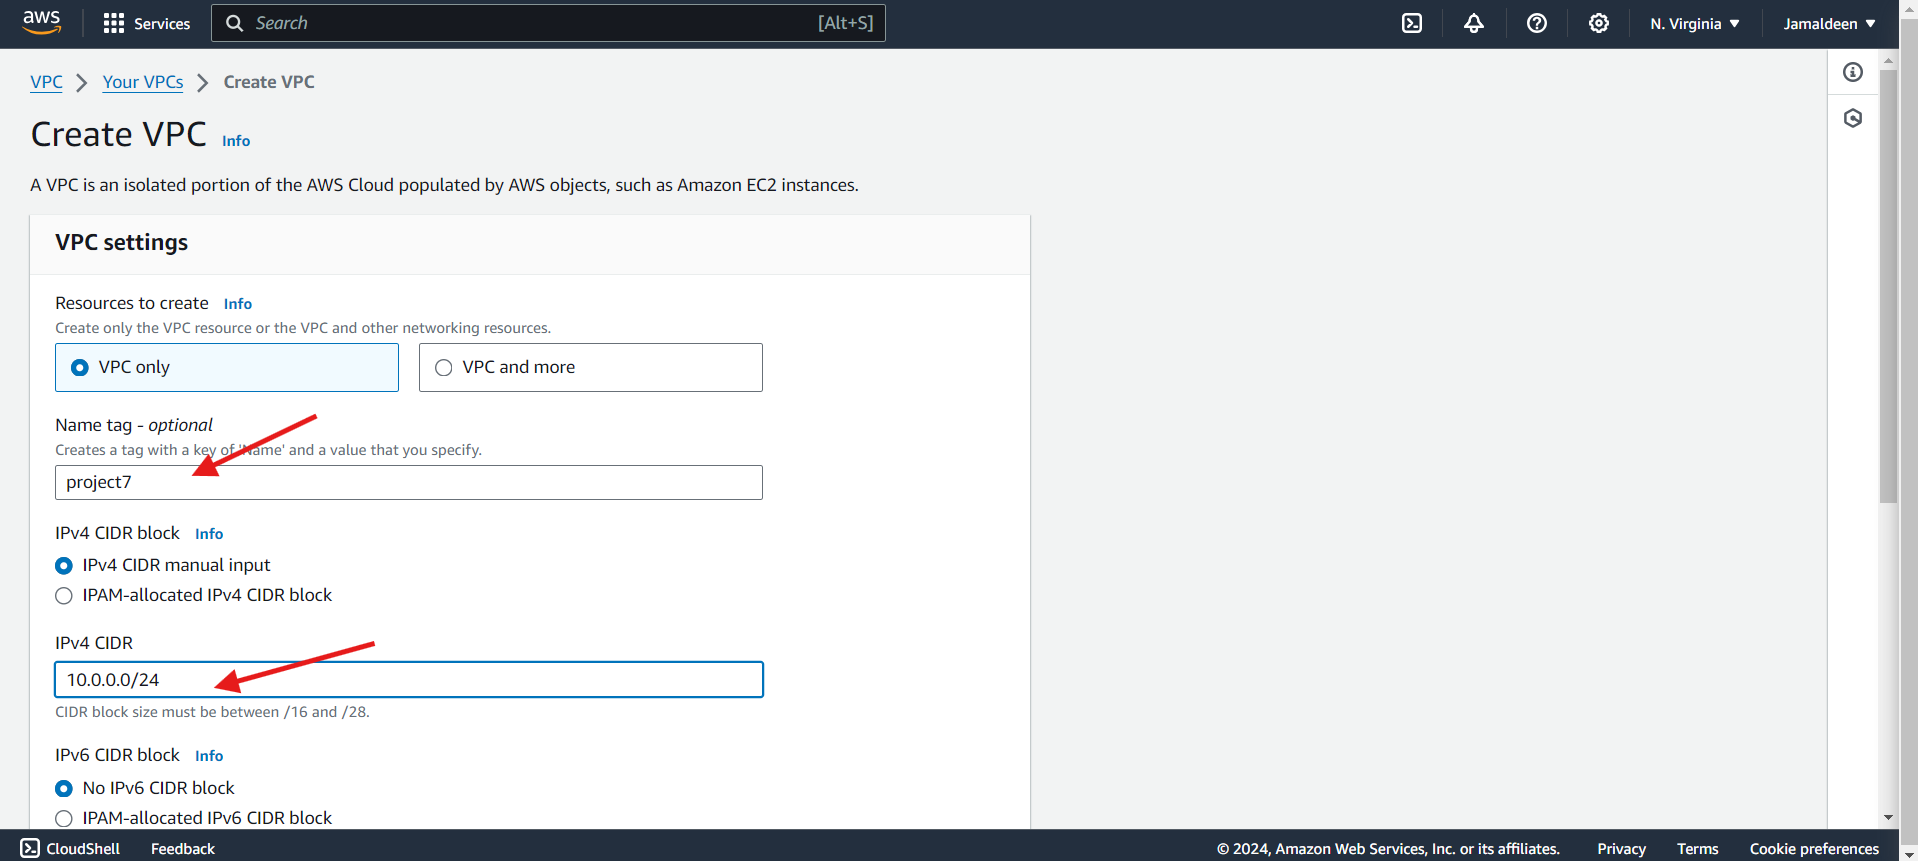 aws Services Search [Alt+S] N. Virginia Jamaldeen
VPC Your VPCs Create VPC
Create VPC Info
A VPC is an isolated portion of the AWS Cloud populated by AWS objects, such as Amazon EC2 instances.
VPC settings
Resources to create Info
Create only the VPC resource or the VPC and other networking resources.
VPC only VPC and more
Name tag - optional
Creates a tag with a key of 'Name' and a value that you specify.
project7
IPv4 CIDR block Info
IPv4 CIDR manual input
IPAM-allocated IPv4 CIDR block
IPv4 CIDR
10.0.0.0/24
CIDR block size must be between /16 and /28.
IPv6 CIDR block Info
No IPv6 CIDR block
IPAM-allocated IPv6 CIDR block
CloudShell Feedback © 2024, Amazon Web Services, Inc. or its affiliates. Privacy Terms Cookie preferences